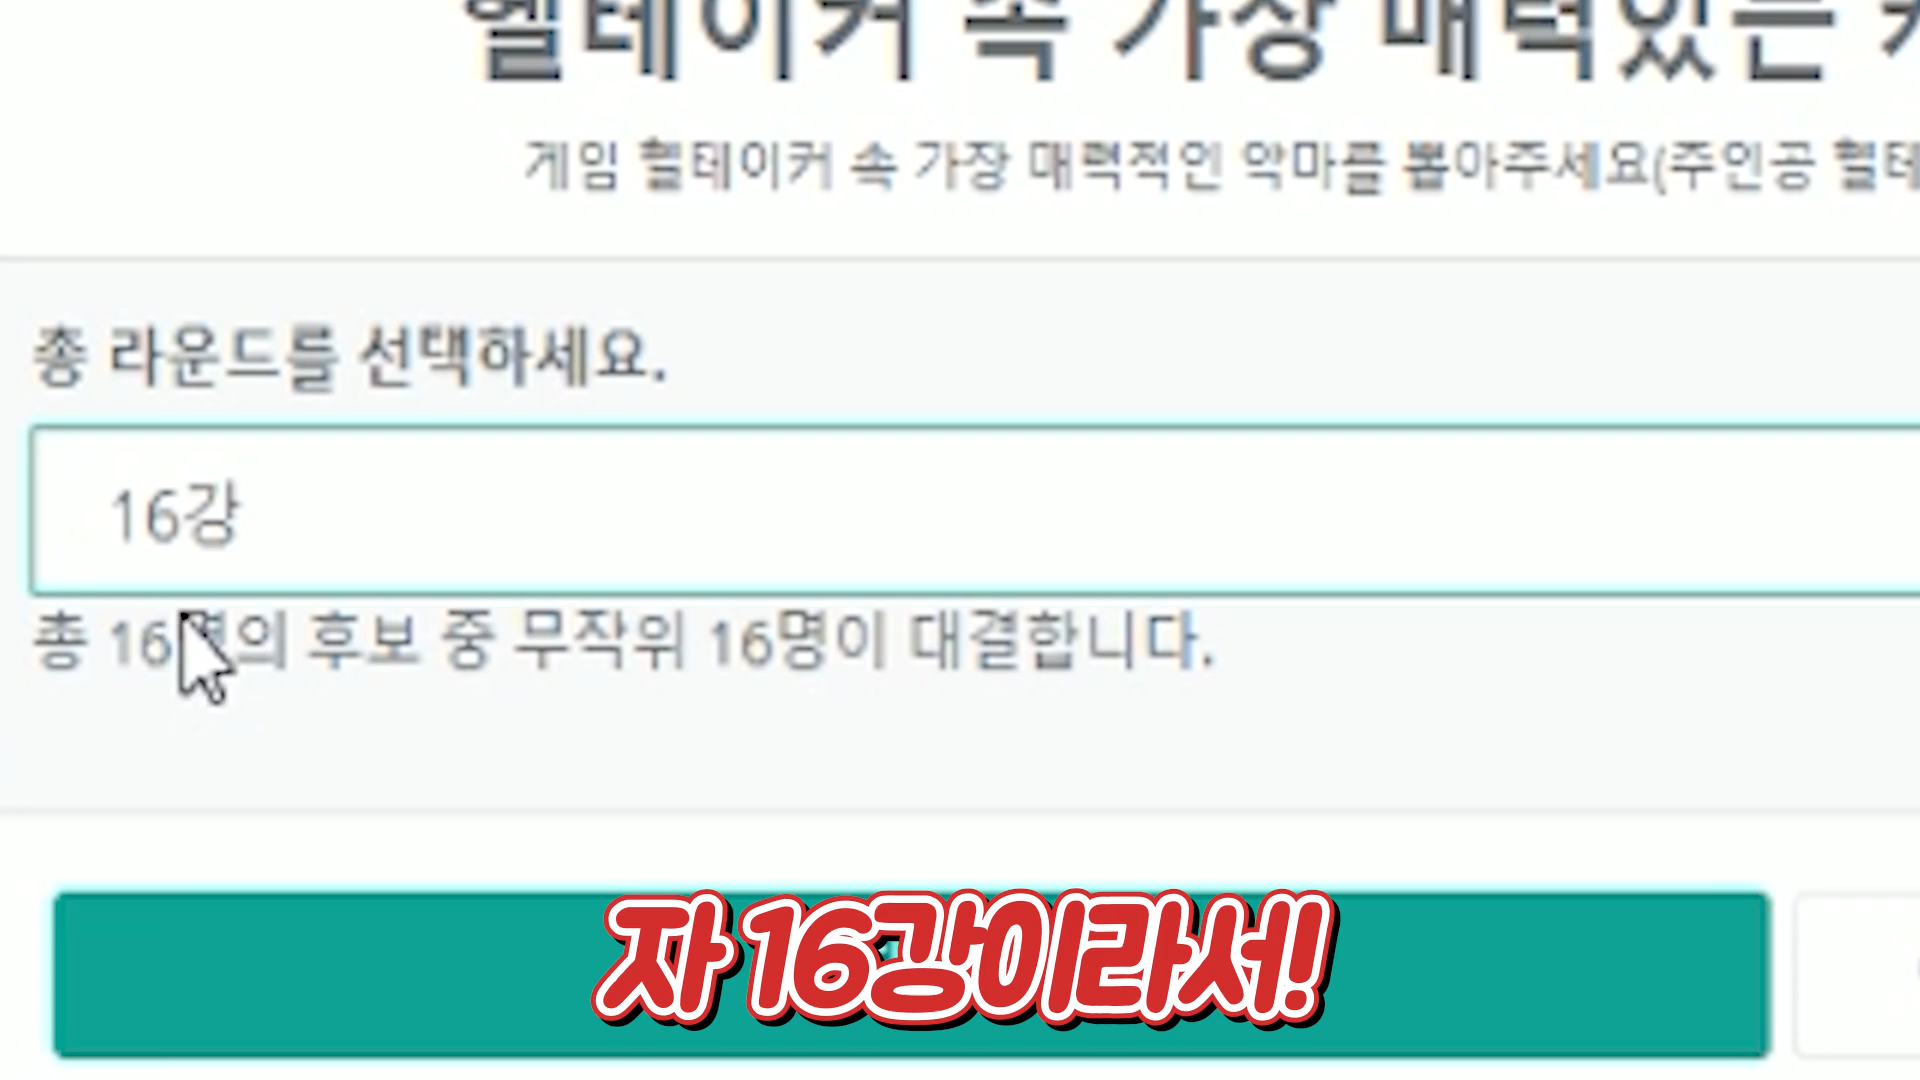 헬테이커 속 가장 매력있는
게임 헬테이커 속 가장 매력적인 악마를 뽑아주세요(주인공 헬테
총 라운드를 선택하세요.
16강
총 16명의 후보 중 무작위 16명이 대결합니다.
자 16강이라서!